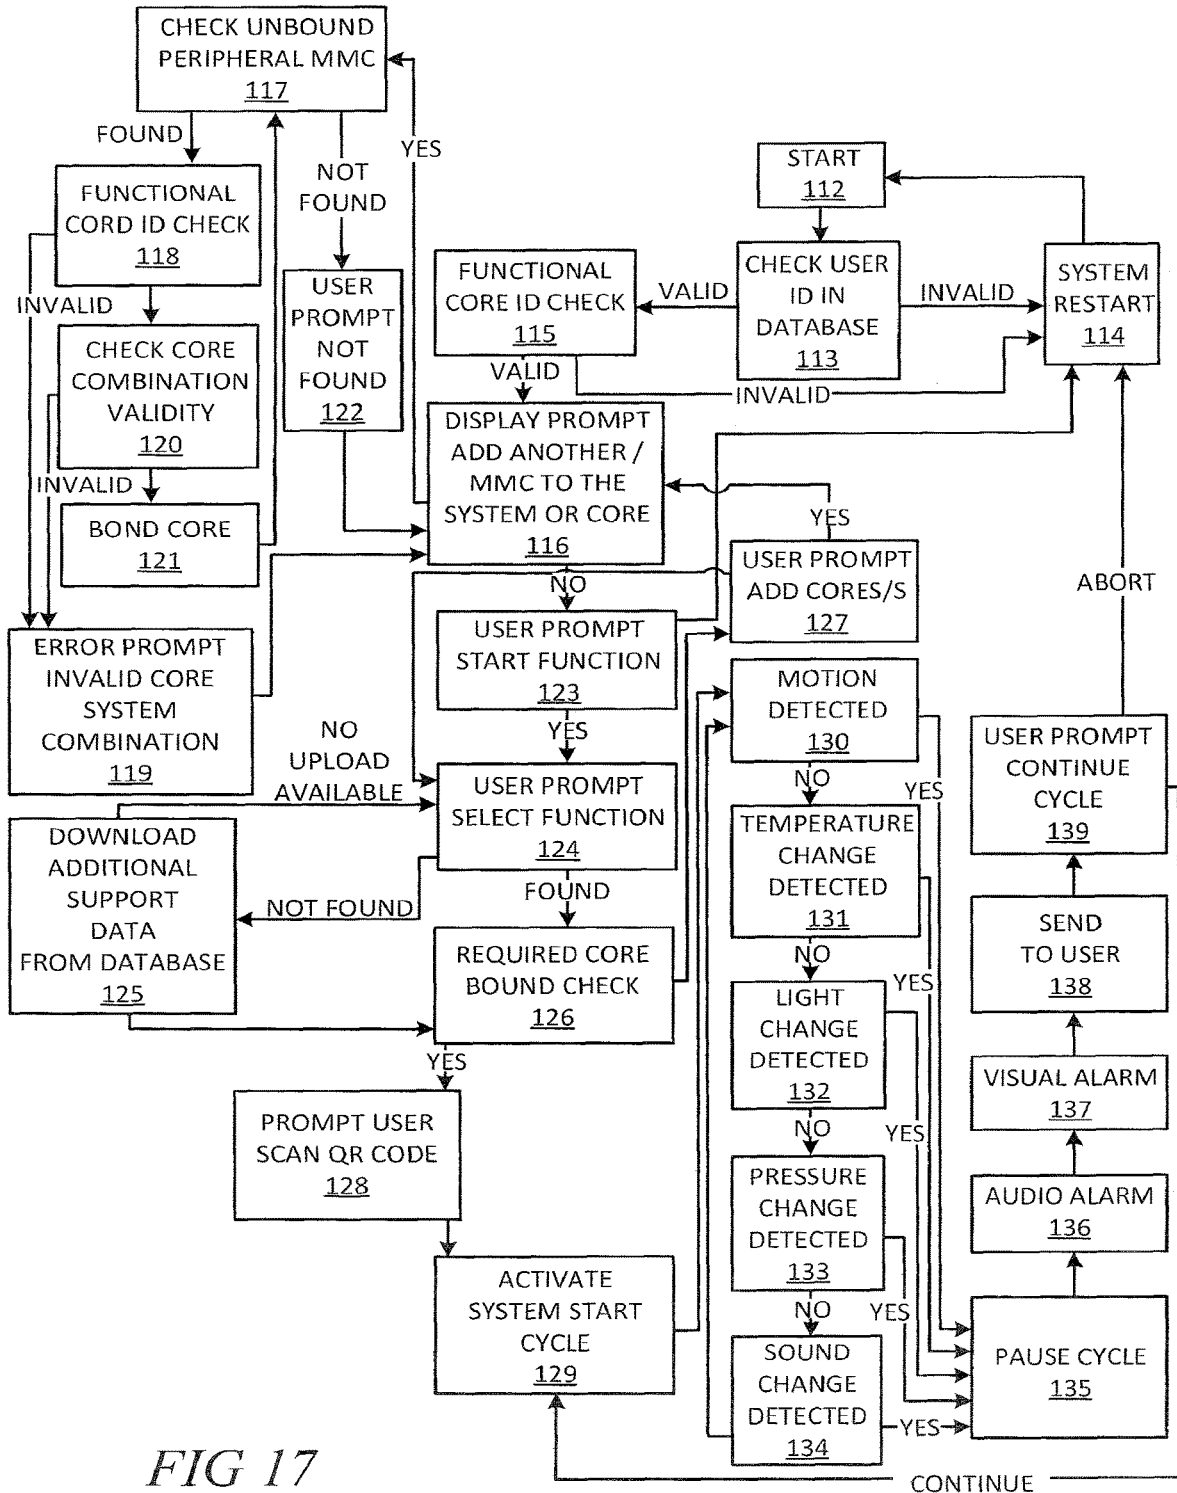 CHECK UNBOUND
PERIPHERAL MMC
117
FOUND
NOT
FOUND
YES
FUNCTIONAL
CORD ID CHECK
118
INVALID
USER
PROMPT
NOT
FOUND
122
CHECK CORE
COMBINATION
VALIDITY
120
INVALID
BOND CORE
121
ERROR PROMPT
INVALID CORE
SYSTEM
COMBINATION
119
START
112
CHECK USER
ID IN
DATABASE
113
VALID
INVALID
SYSTEM
RESTART
114
FUNCTIONAL
CORE ID CHECK
115
VALID
INVALID
DISPLAY PROMPT
ADD ANOTHER /
MMC TO THE
SYSTEM OR CORE
116
NO
YES
USER PROMPT
ADD CORES/S
127
USER PROMPT
START FUNCTION
123
YES
NO
UPLOAD
AVAILABLE
USER PROMPT
SELECT FUNCTION
124
DOWNLOAD
ADDITIONAL
SUPPORT
DATA
FROM DATABASE
125
NOT FOUND
FOUND
REQUIRED CORE
BOUND CHECK
126
YES
PROMPT USER
SCAN QR CODE
128
ACTIVATE
SYSTEM START
CYCLE
129
MOTION
DETECTED
130
NO
YES
TEMPERATURE
CHANGE
DETECTED
131
NO
YES
LIGHT
CHANGE
DETECTED
132
NO
YES
PRESSURE
CHANGE
DETECTED
133
NO
YES
SOUND
CHANGE
DETECTED
134
YES
ABORT
USER PROMPT
CONTINUE
CYCLE
139
SEND
TO USER
138
VISUAL ALARM
137
AUDIO ALARM
136
PAUSE CYCLE
135
CONTINUE
FIG 17